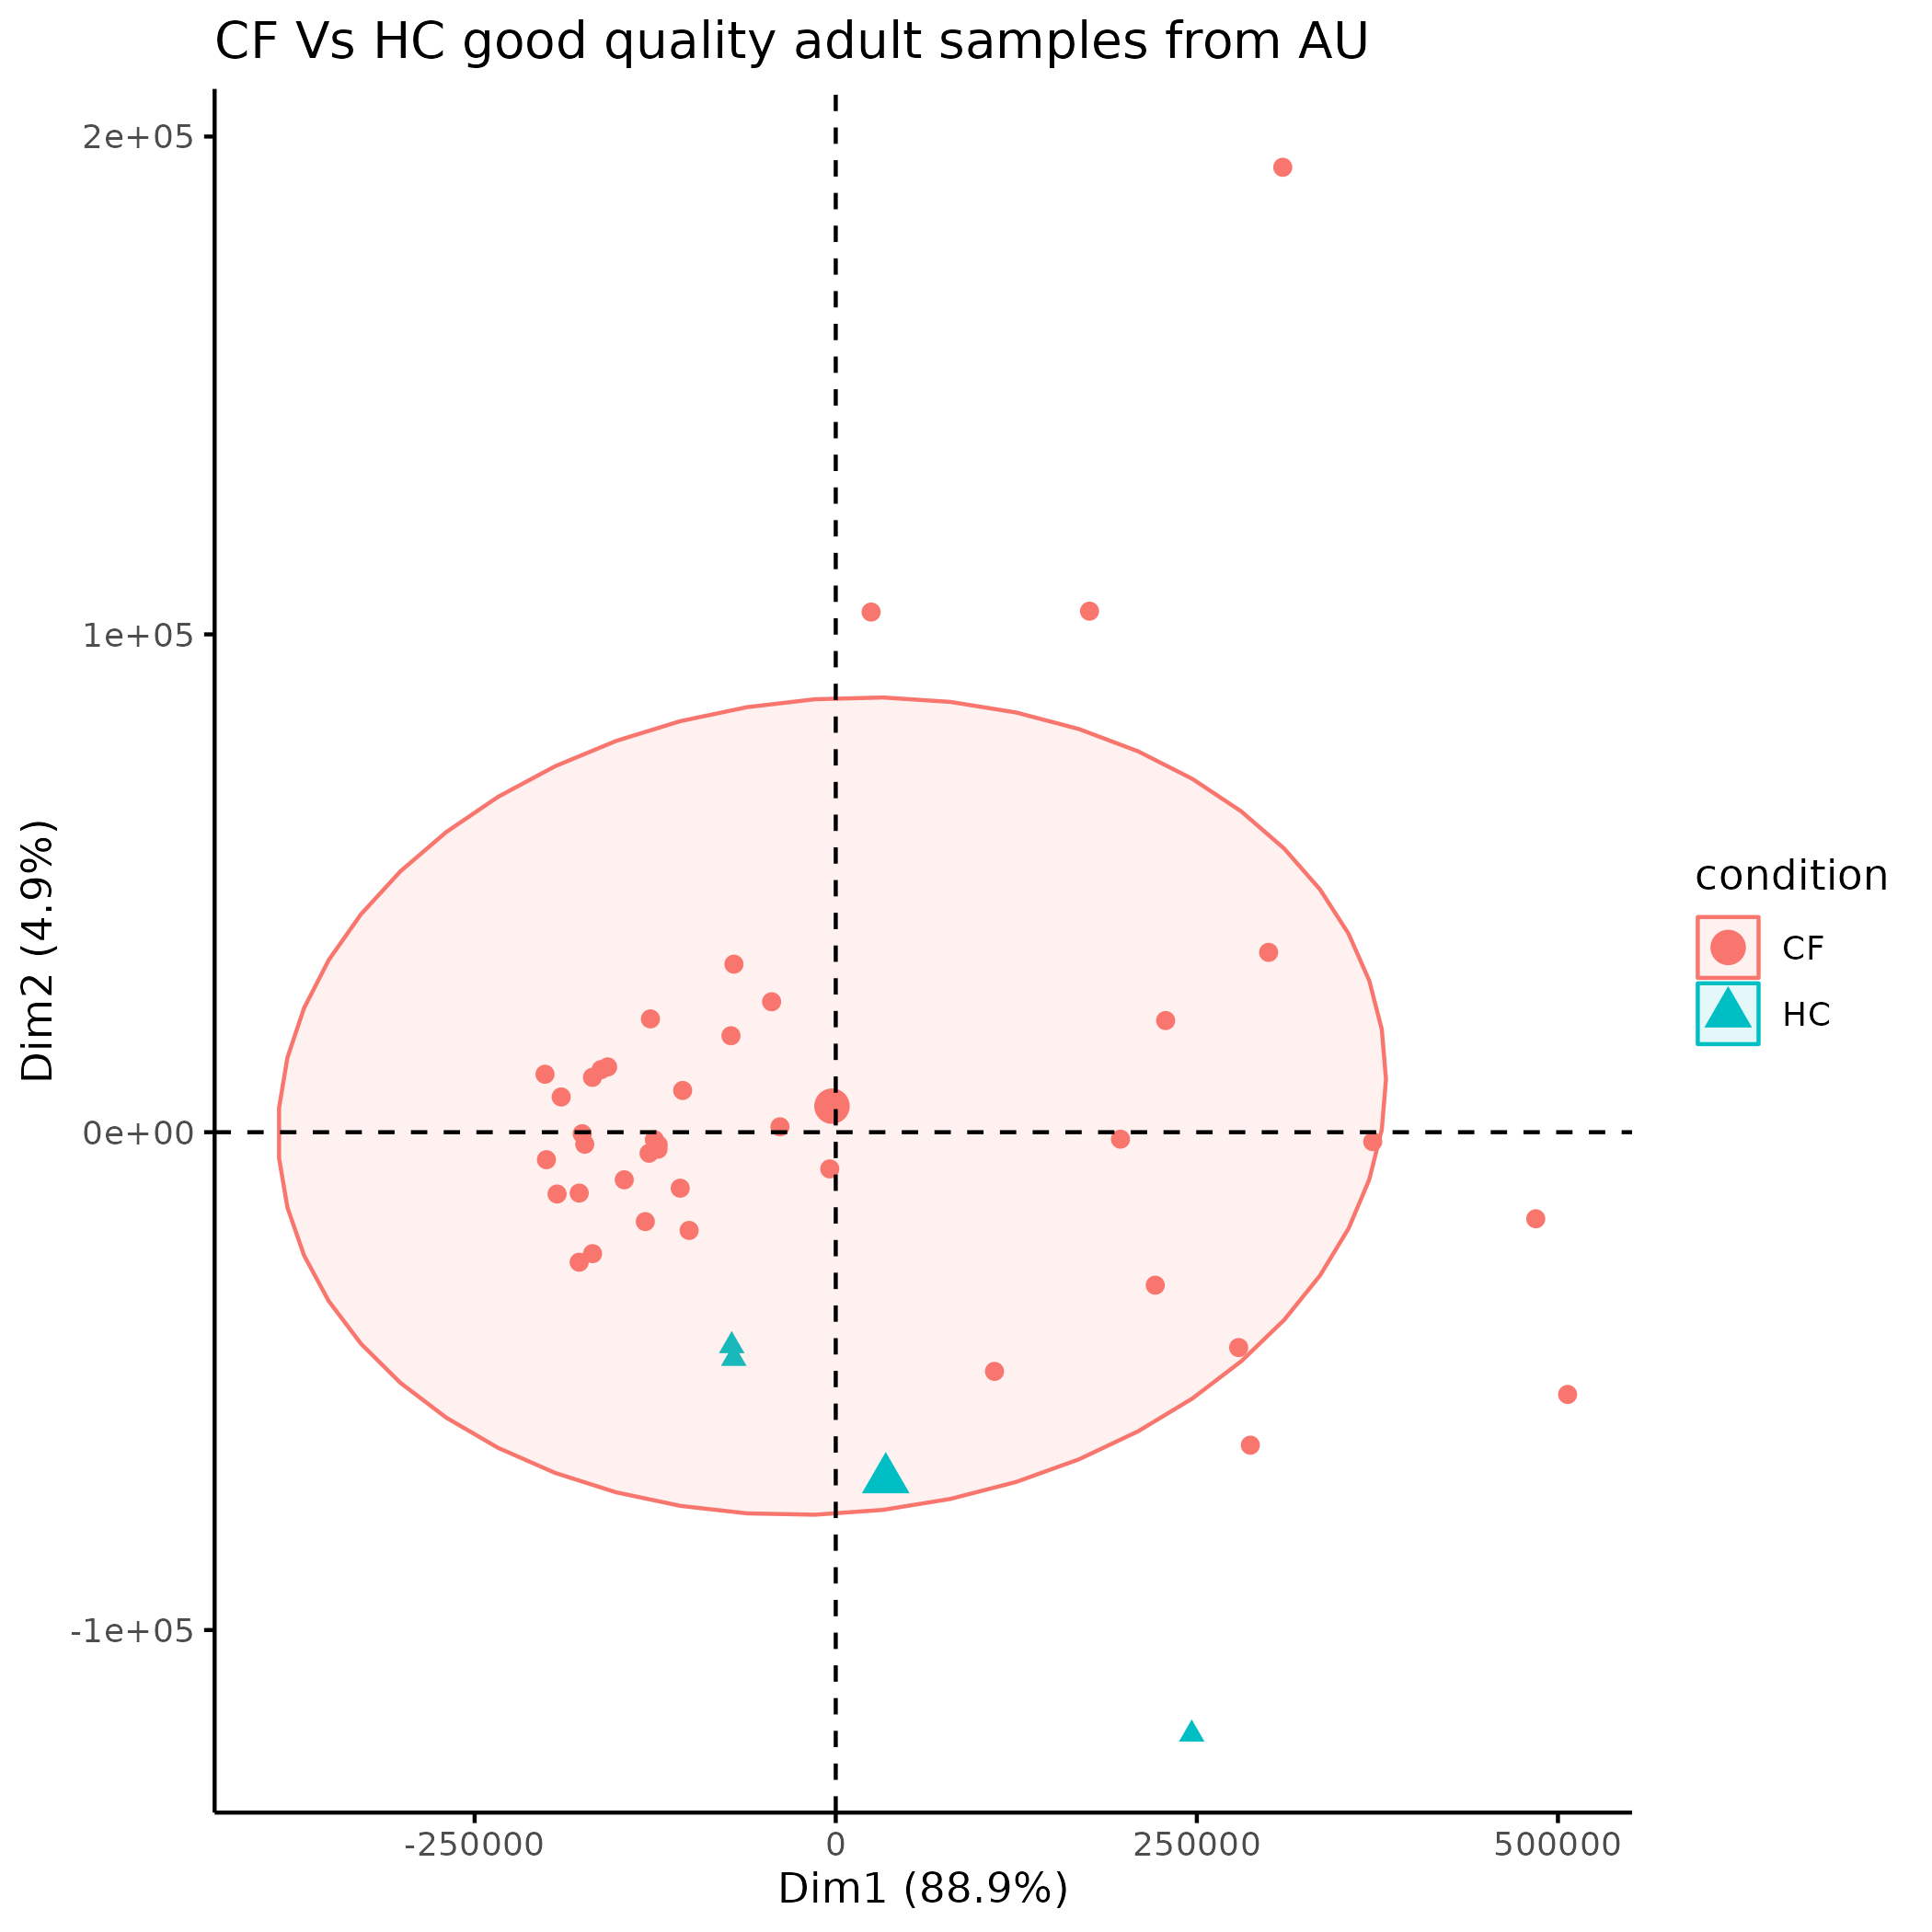 CF Vs HC good quality adult samples from AU
2e+05
1e+05
0e+00
-1e+05
Dim2 (4.9%)
-250000
0
250000
500000
Dim1 (88.9%)
condition
CF
HC